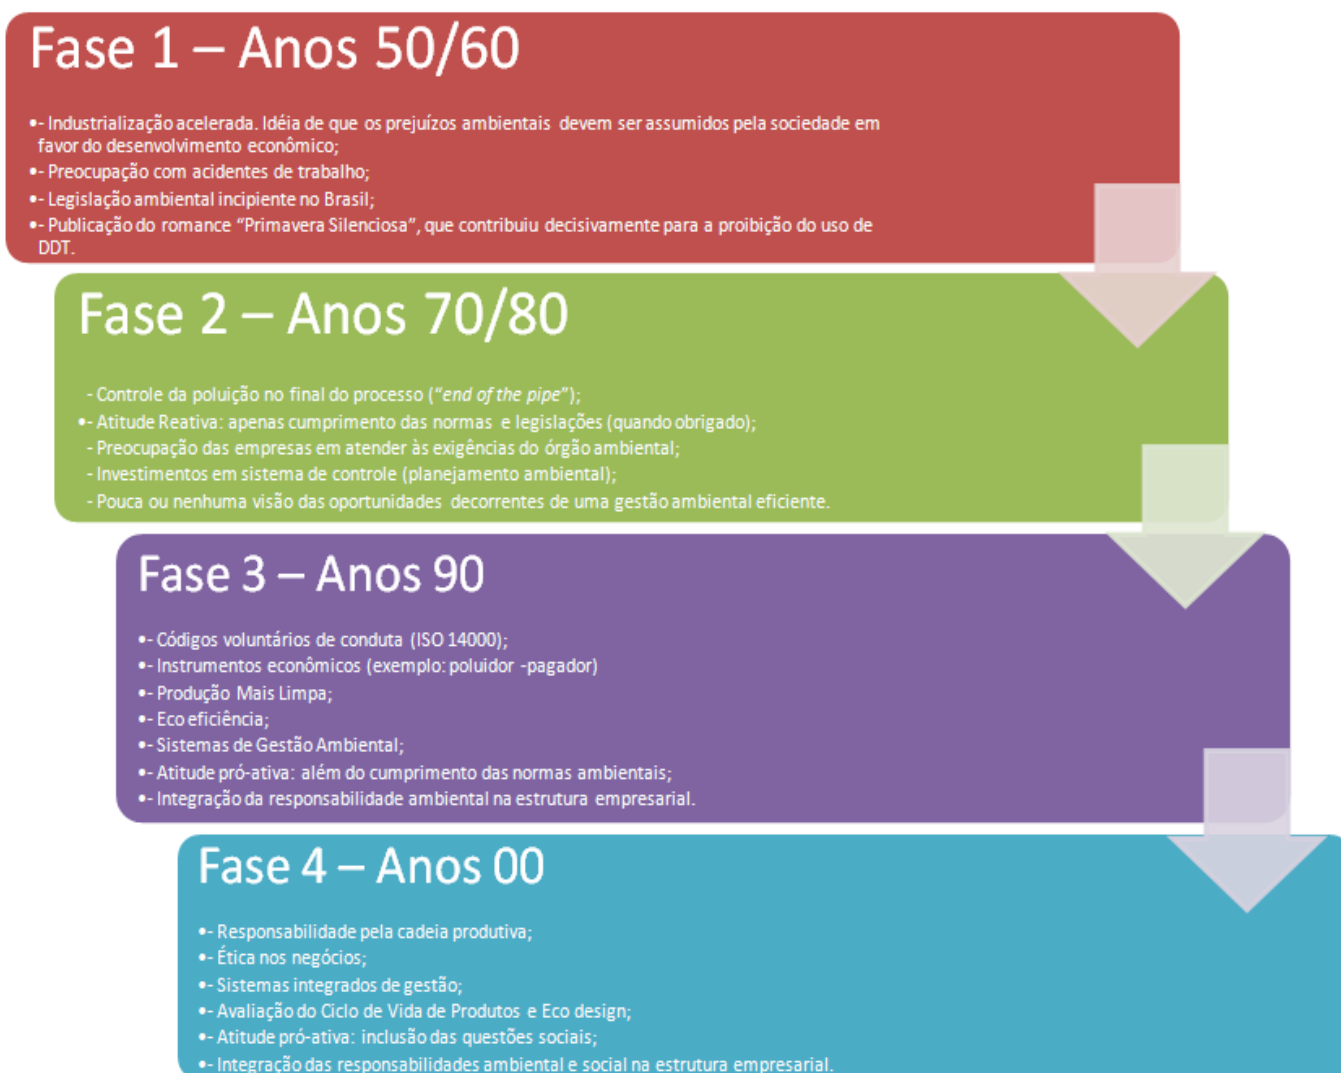 Fase 1 – Anos 50/60
•- Industrialização acelerada. Idéia de que os prejuízos ambientais devem ser assumidos pela sociedade em
favor do desenvolvimento econômico;
•- Preocupação com acidentes de trabalho;
•- Legislação ambiental incipiente no Brasil;
•- Publicação do romance “Primavera Silenciosa”, que contribuiu decisivamente para a proibição do uso de
DDT.
Fase 2 – Anos 70/80
- Controle da poluição no final do processo (“end of the pipe”);
•- Atitude Reativa: apenas cumprimento das normas e legislações (quando obrigado);
- Preocupação das empresas em atender às exigências do órgão ambiental;
- Investimentos em sistema de controle (planejamento ambiental);
- Pouca ou nenhuma visão das oportunidades decorrentes de uma gestão ambiental eficiente.
Fase 3 – Anos 90
•- Códigos voluntários de conduta (ISO 14000);
•- Instrumentos econômicos (exemplo: poluidor -pagador)
•- Produção Mais Limpa;
•- Eco eficiência;
•- Sistemas de Gestão Ambiental;
•- Atitude pró-ativa: além do cumprimento das normas ambientais;
•- Integração da responsabilidade ambiental na estrutura empresarial.
Fase 4 – Anos 00
•- Responsabilidade pela cadeia produtiva;
•- Ética nos negócios;
•- Sistemas integrados de gestão;
•- Avaliação do Ciclo de Vida de Produtos e Eco design;
•- Atitude pró-ativa: inclusão das questões sociais;
•- Integração das responsabilidades ambiental e social na estrutura empresarial.